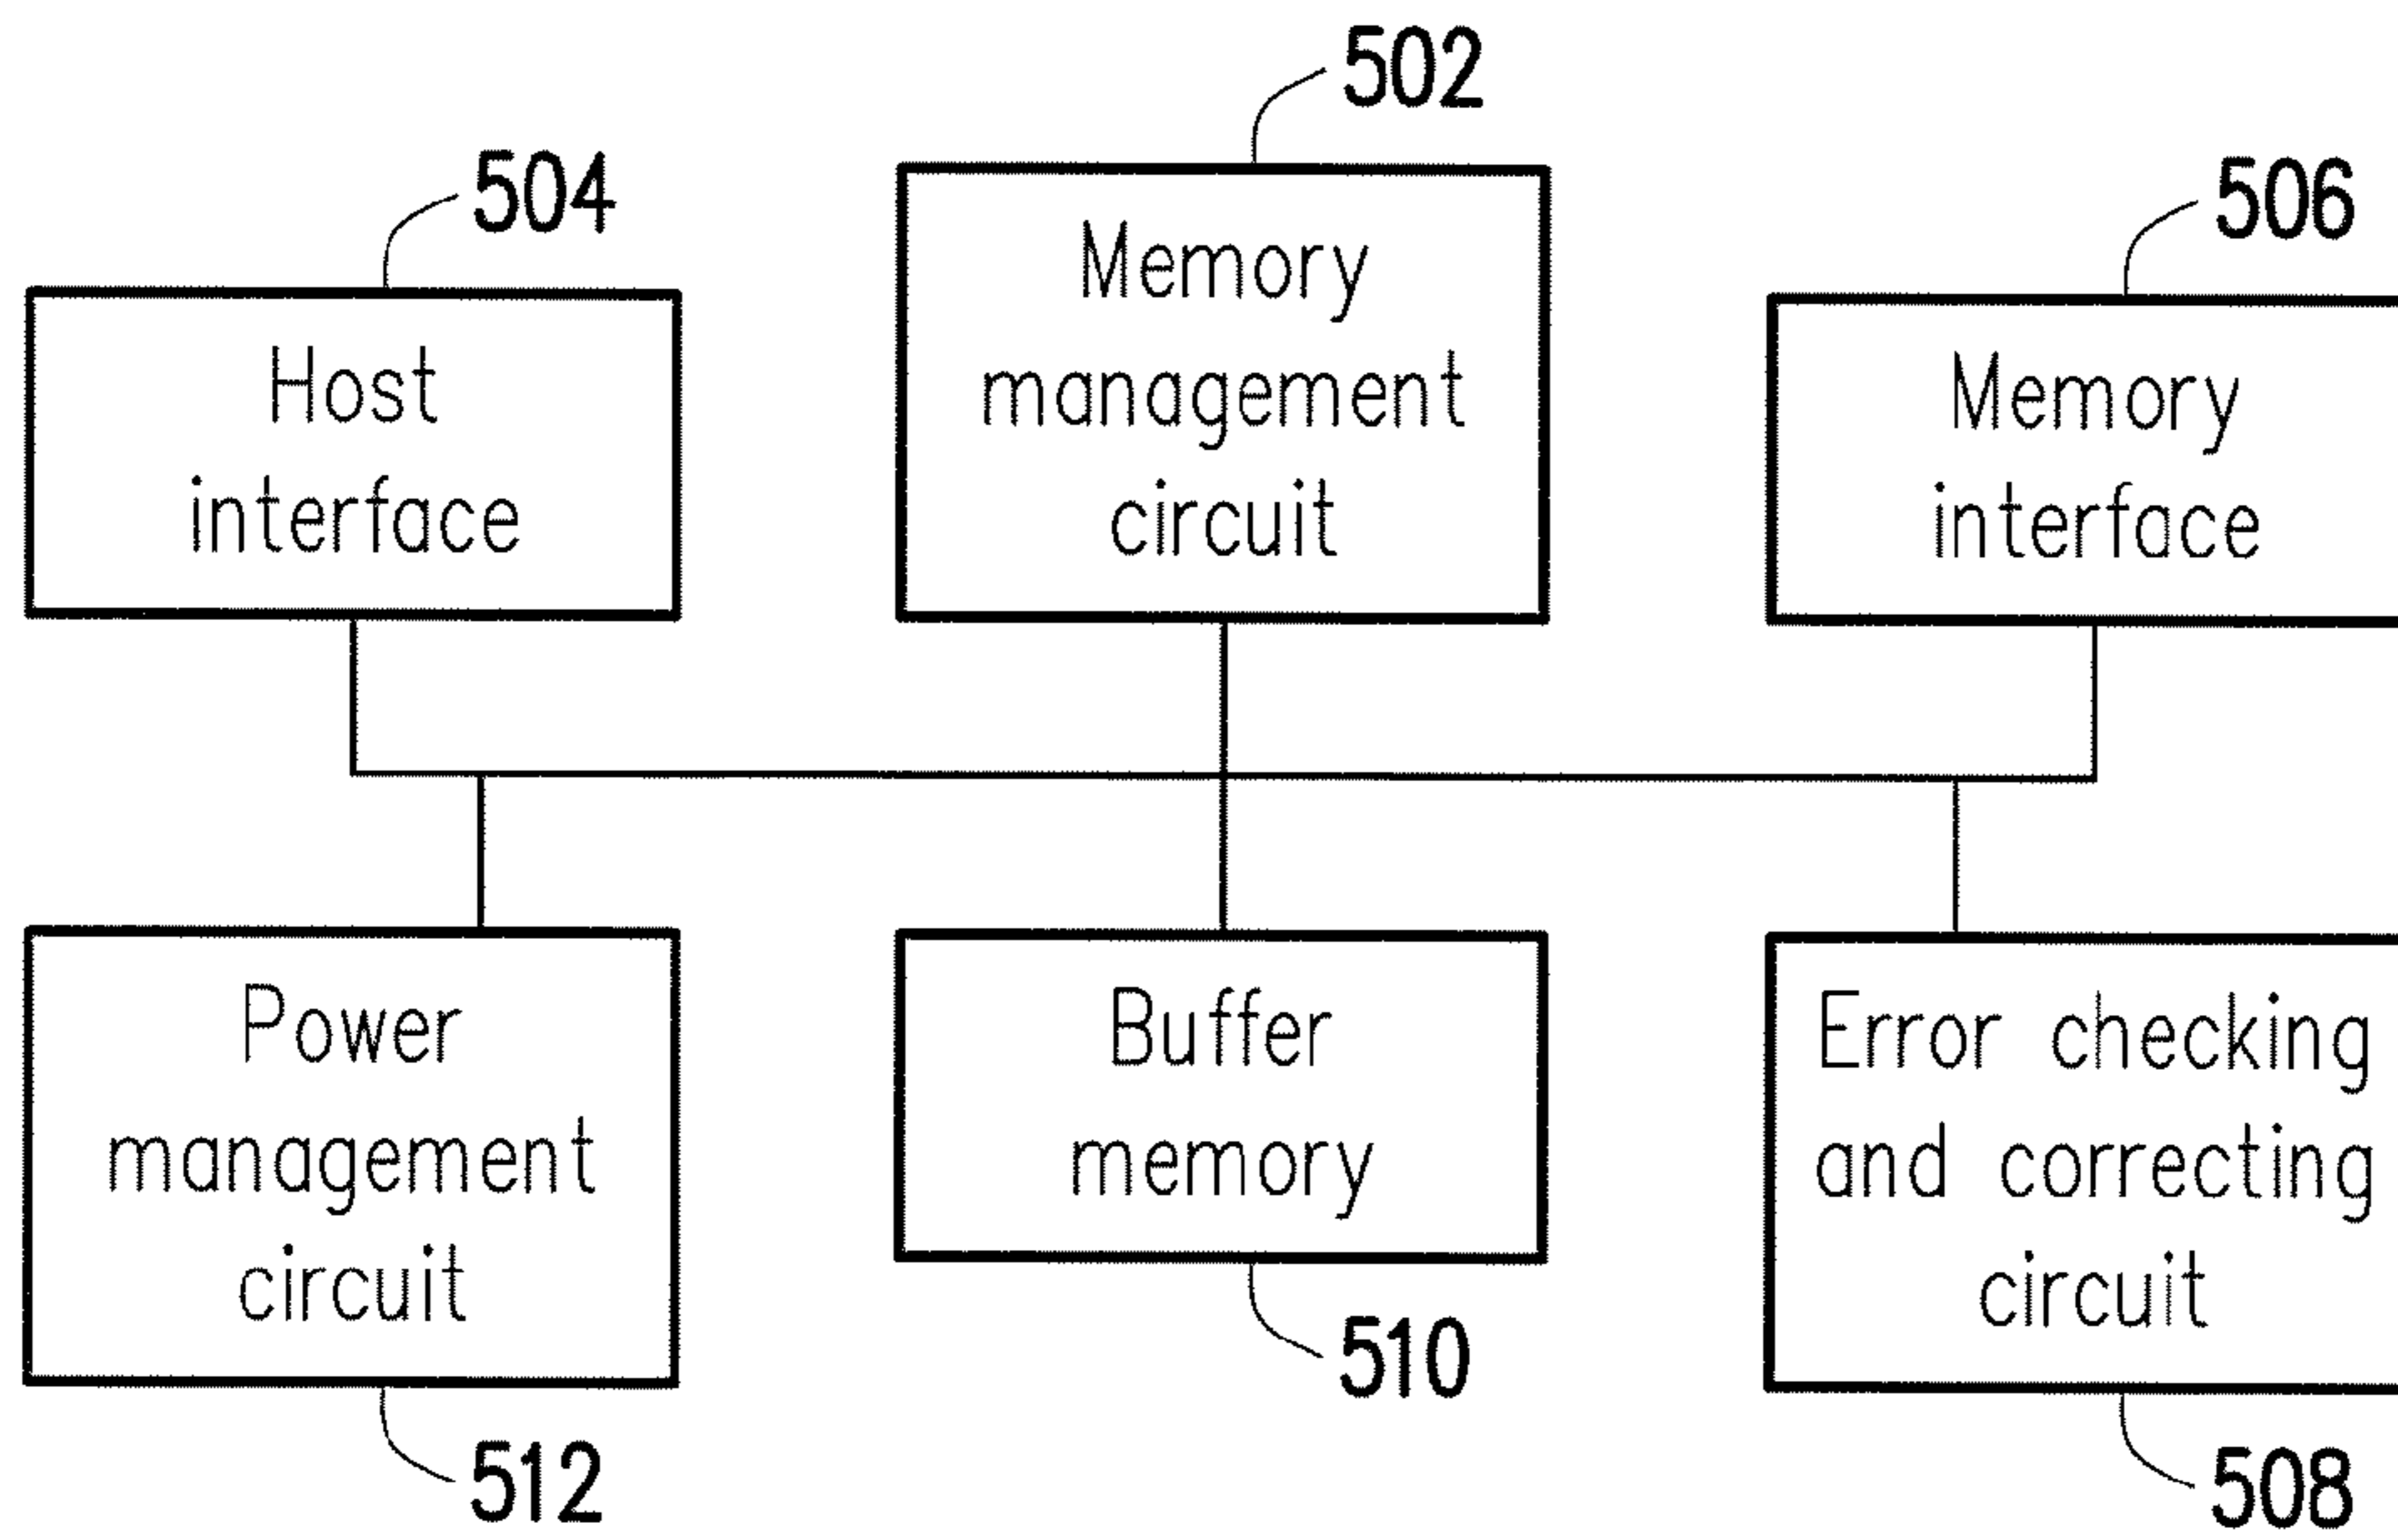 502
504
506
Memory
management
circuit
Host
interface
Memory
interface
Power
management
circuit
Buffer
memory
Error checking
and correcting
circuit
510
512
508